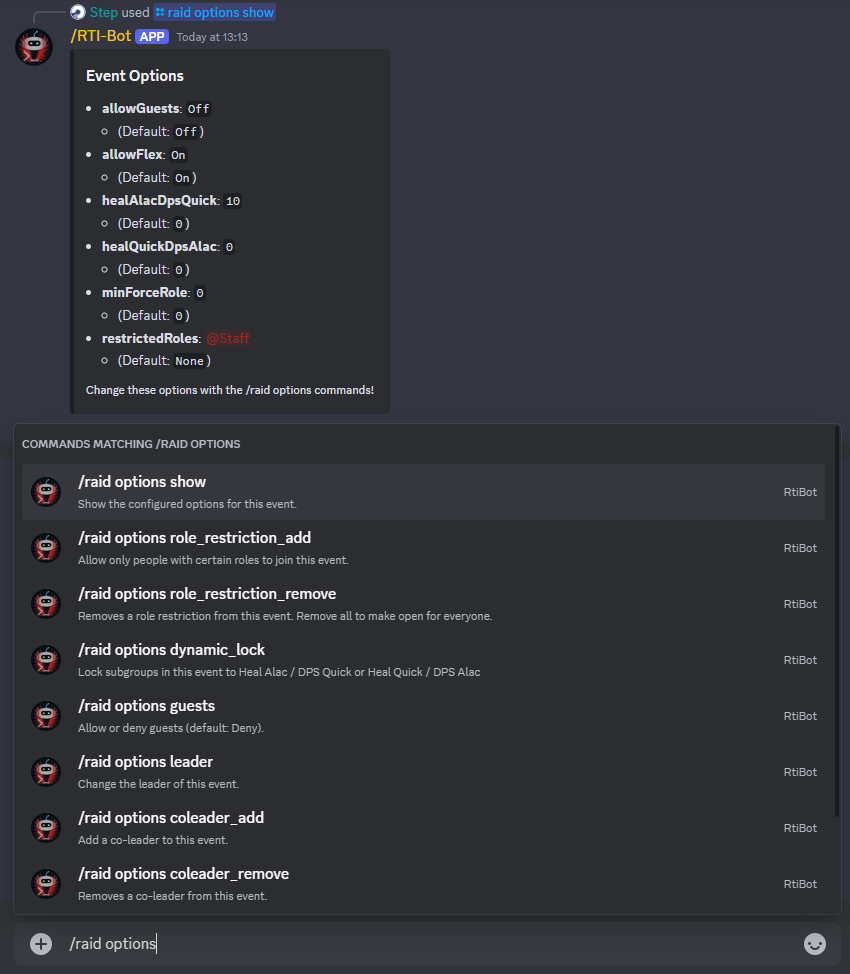 Step used raid options show
/RTI-Bot APP Today at 13:13
Event Options
• allowGuests: Off
◦ (Default: Off)
• allowFlex: On
◦ (Default: On)
• healAlacDpsQuick: 10
◦ (Default: 0)
• healQuickDpsAlac: 0
◦ (Default: 0)
• minForceRole: 0
◦ (Default: 0)
• restrictedRoles: @Staff
◦ (Default: None)
Change these options with the /raid options commands!
COMMANDS MATCHING /RAID OPTIONS
/raid options show
Show the configured options for this event.
RtiBot
/raid options role_restriction_add
Allow only people with certain roles to join this event.
RtiBot
/raid options role_restriction_remove
Removes a role restriction from this event. Remove all to make open for everyone.
RtiBot
/raid options dynamic_lock
Lock subgroups in this event to Heal Alac / DPS Quick or Heal Quick / DPS Alac
RtiBot
/raid options guests
Allow or deny guests (default: Deny).
RtiBot
/raid options leader
Change the leader of this event.
RtiBot
/raid options coleader_add
Add a co-leader to this event.
RtiBot
/raid options coleader_remove
Removes a co-leader from this event.
RtiBot
/raid options